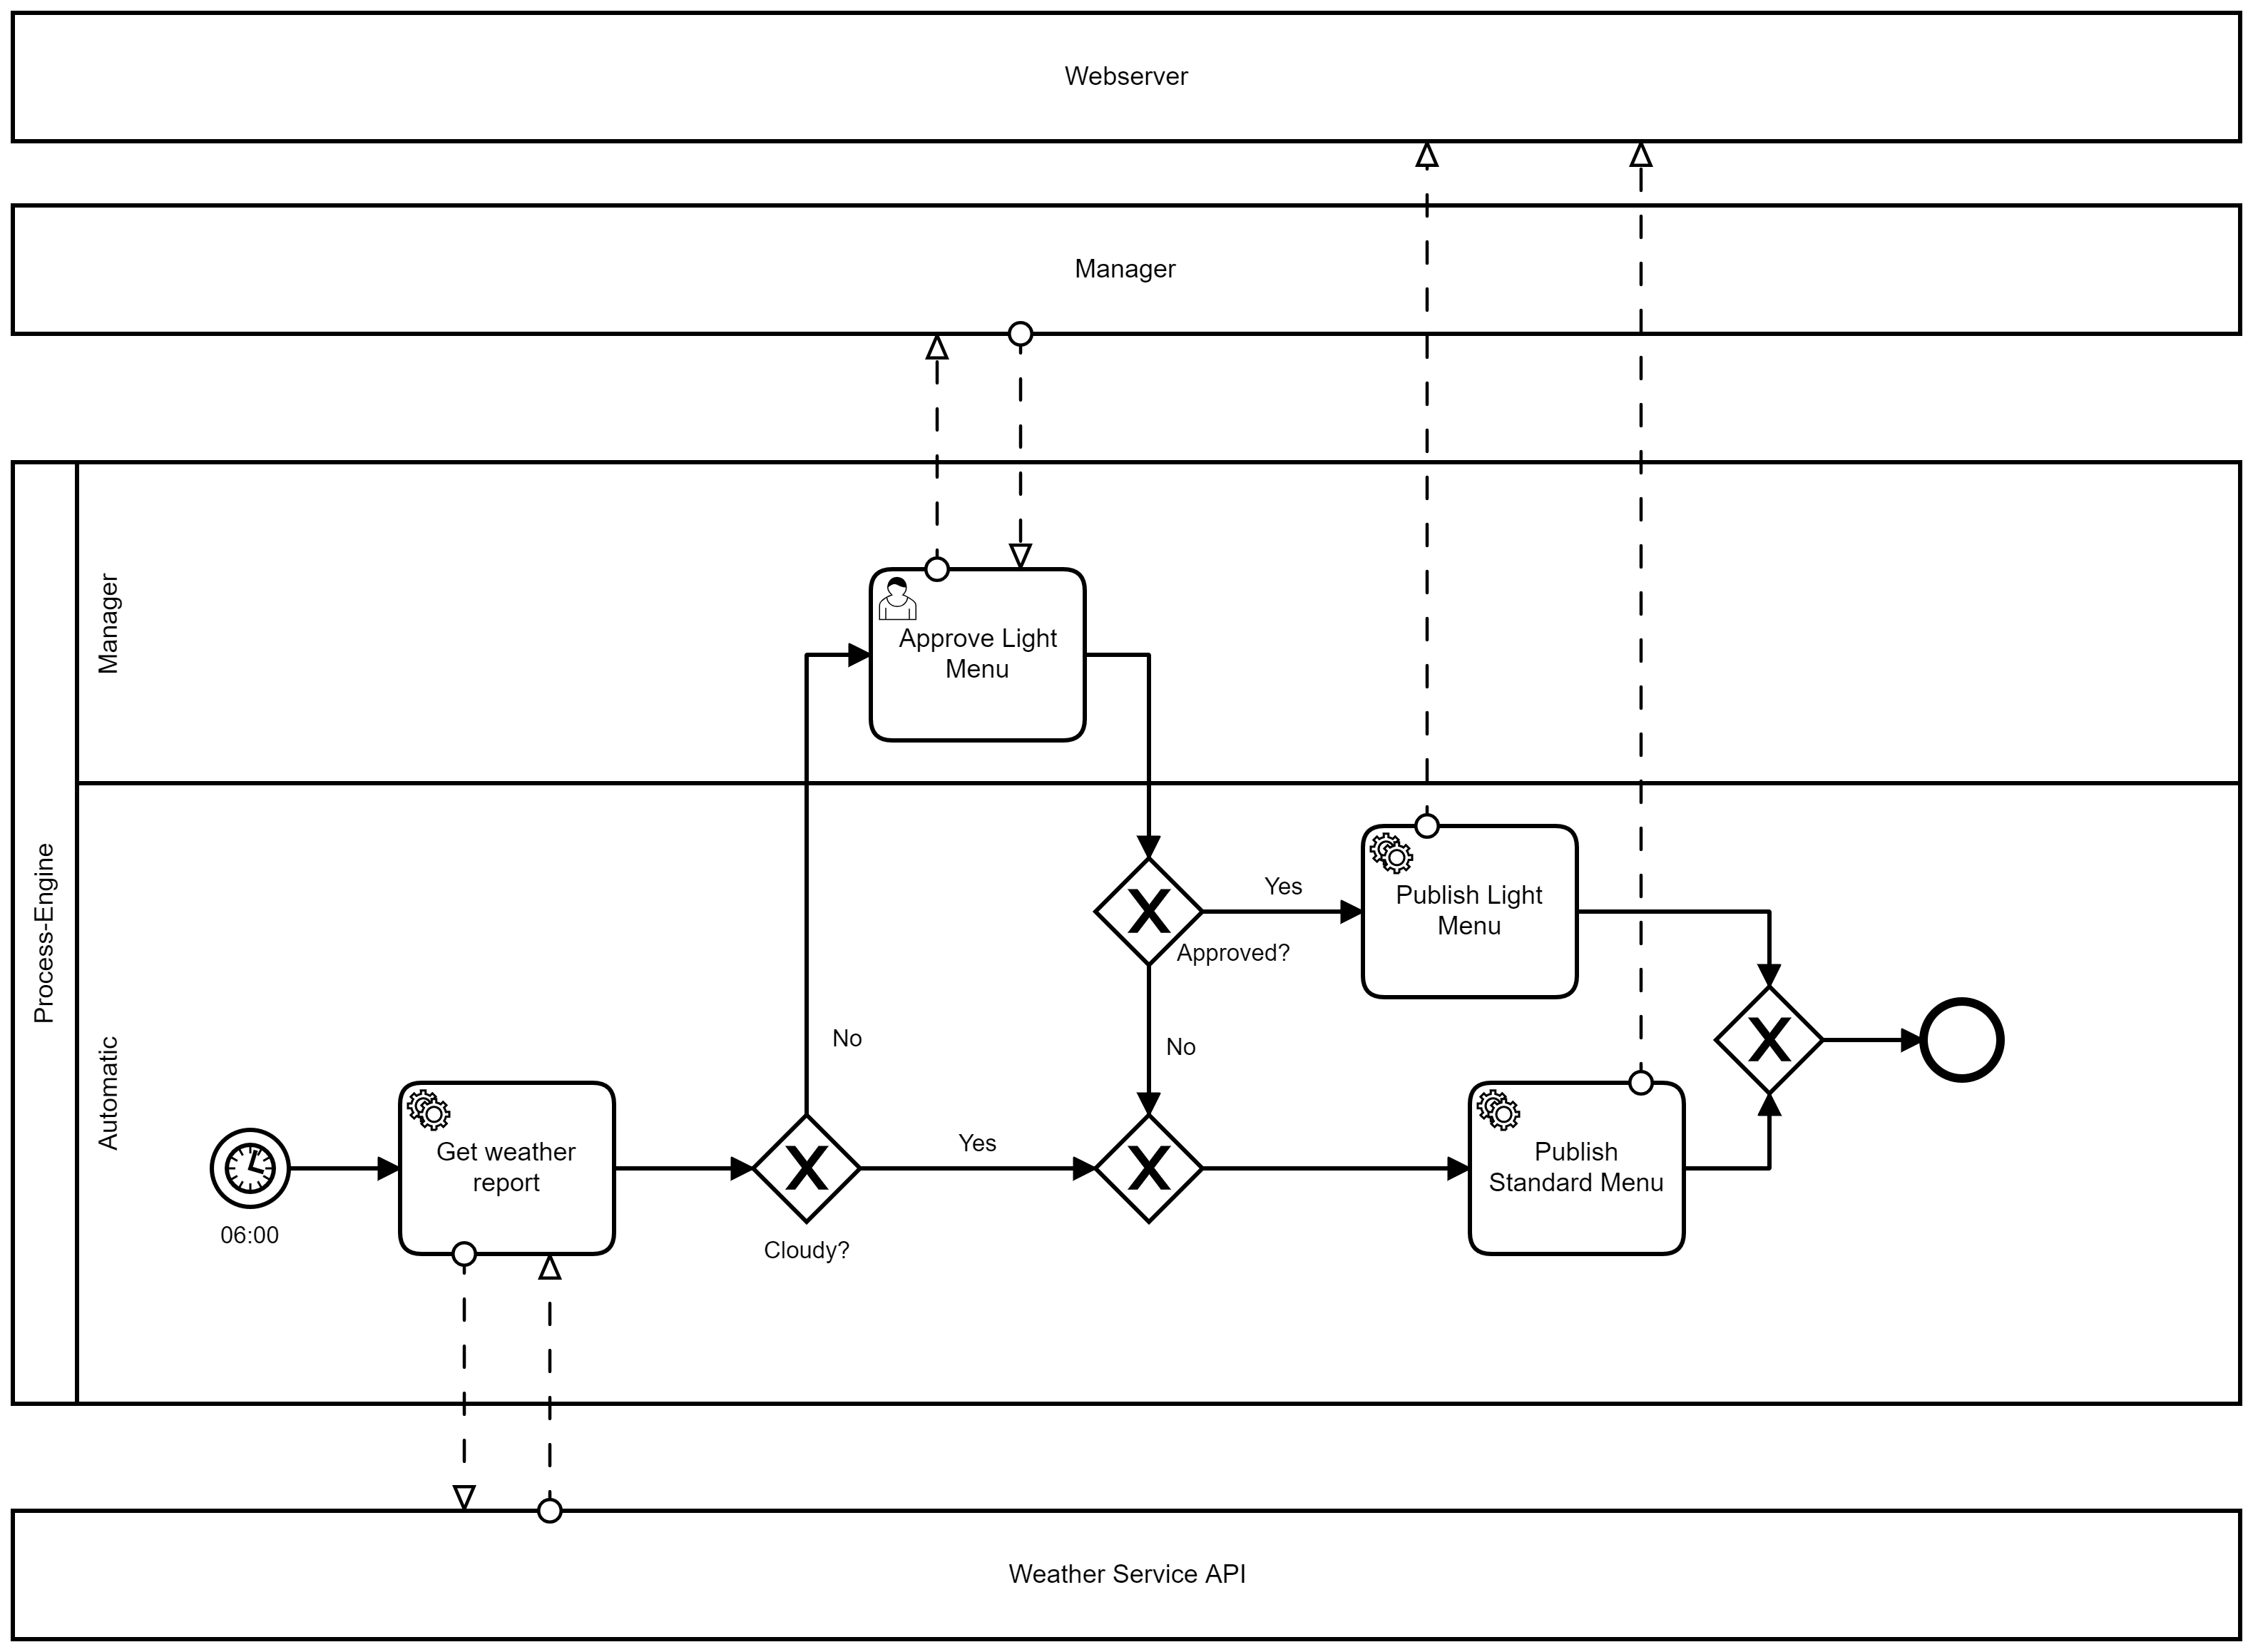 Webserver
Manager
Process-Engine
Manager
Approve Light
Menu
Automatic
06:00
Get weather
report
Cloudy?
No
Yes
Approved?
Yes
No
Publish Light
Menu
Publish
Standard Menu
Weather Service API